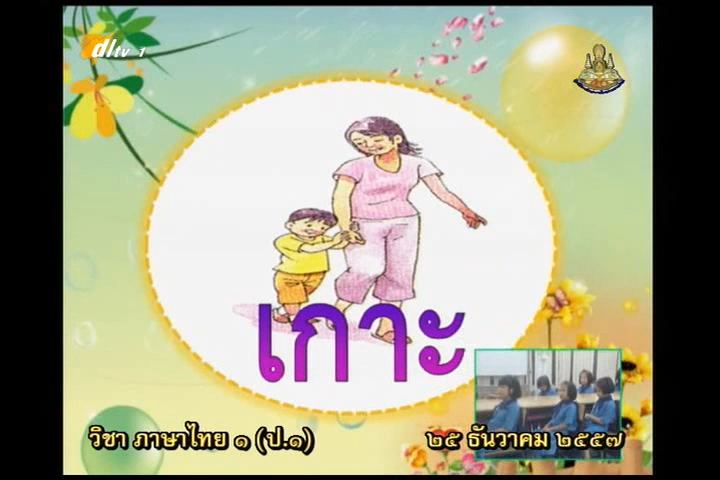 dltv 1
เกาะ
วิชา ภาษาไทย ๑ (ป.๑)
๒๕ ธันวาคม ๒๕๕๗